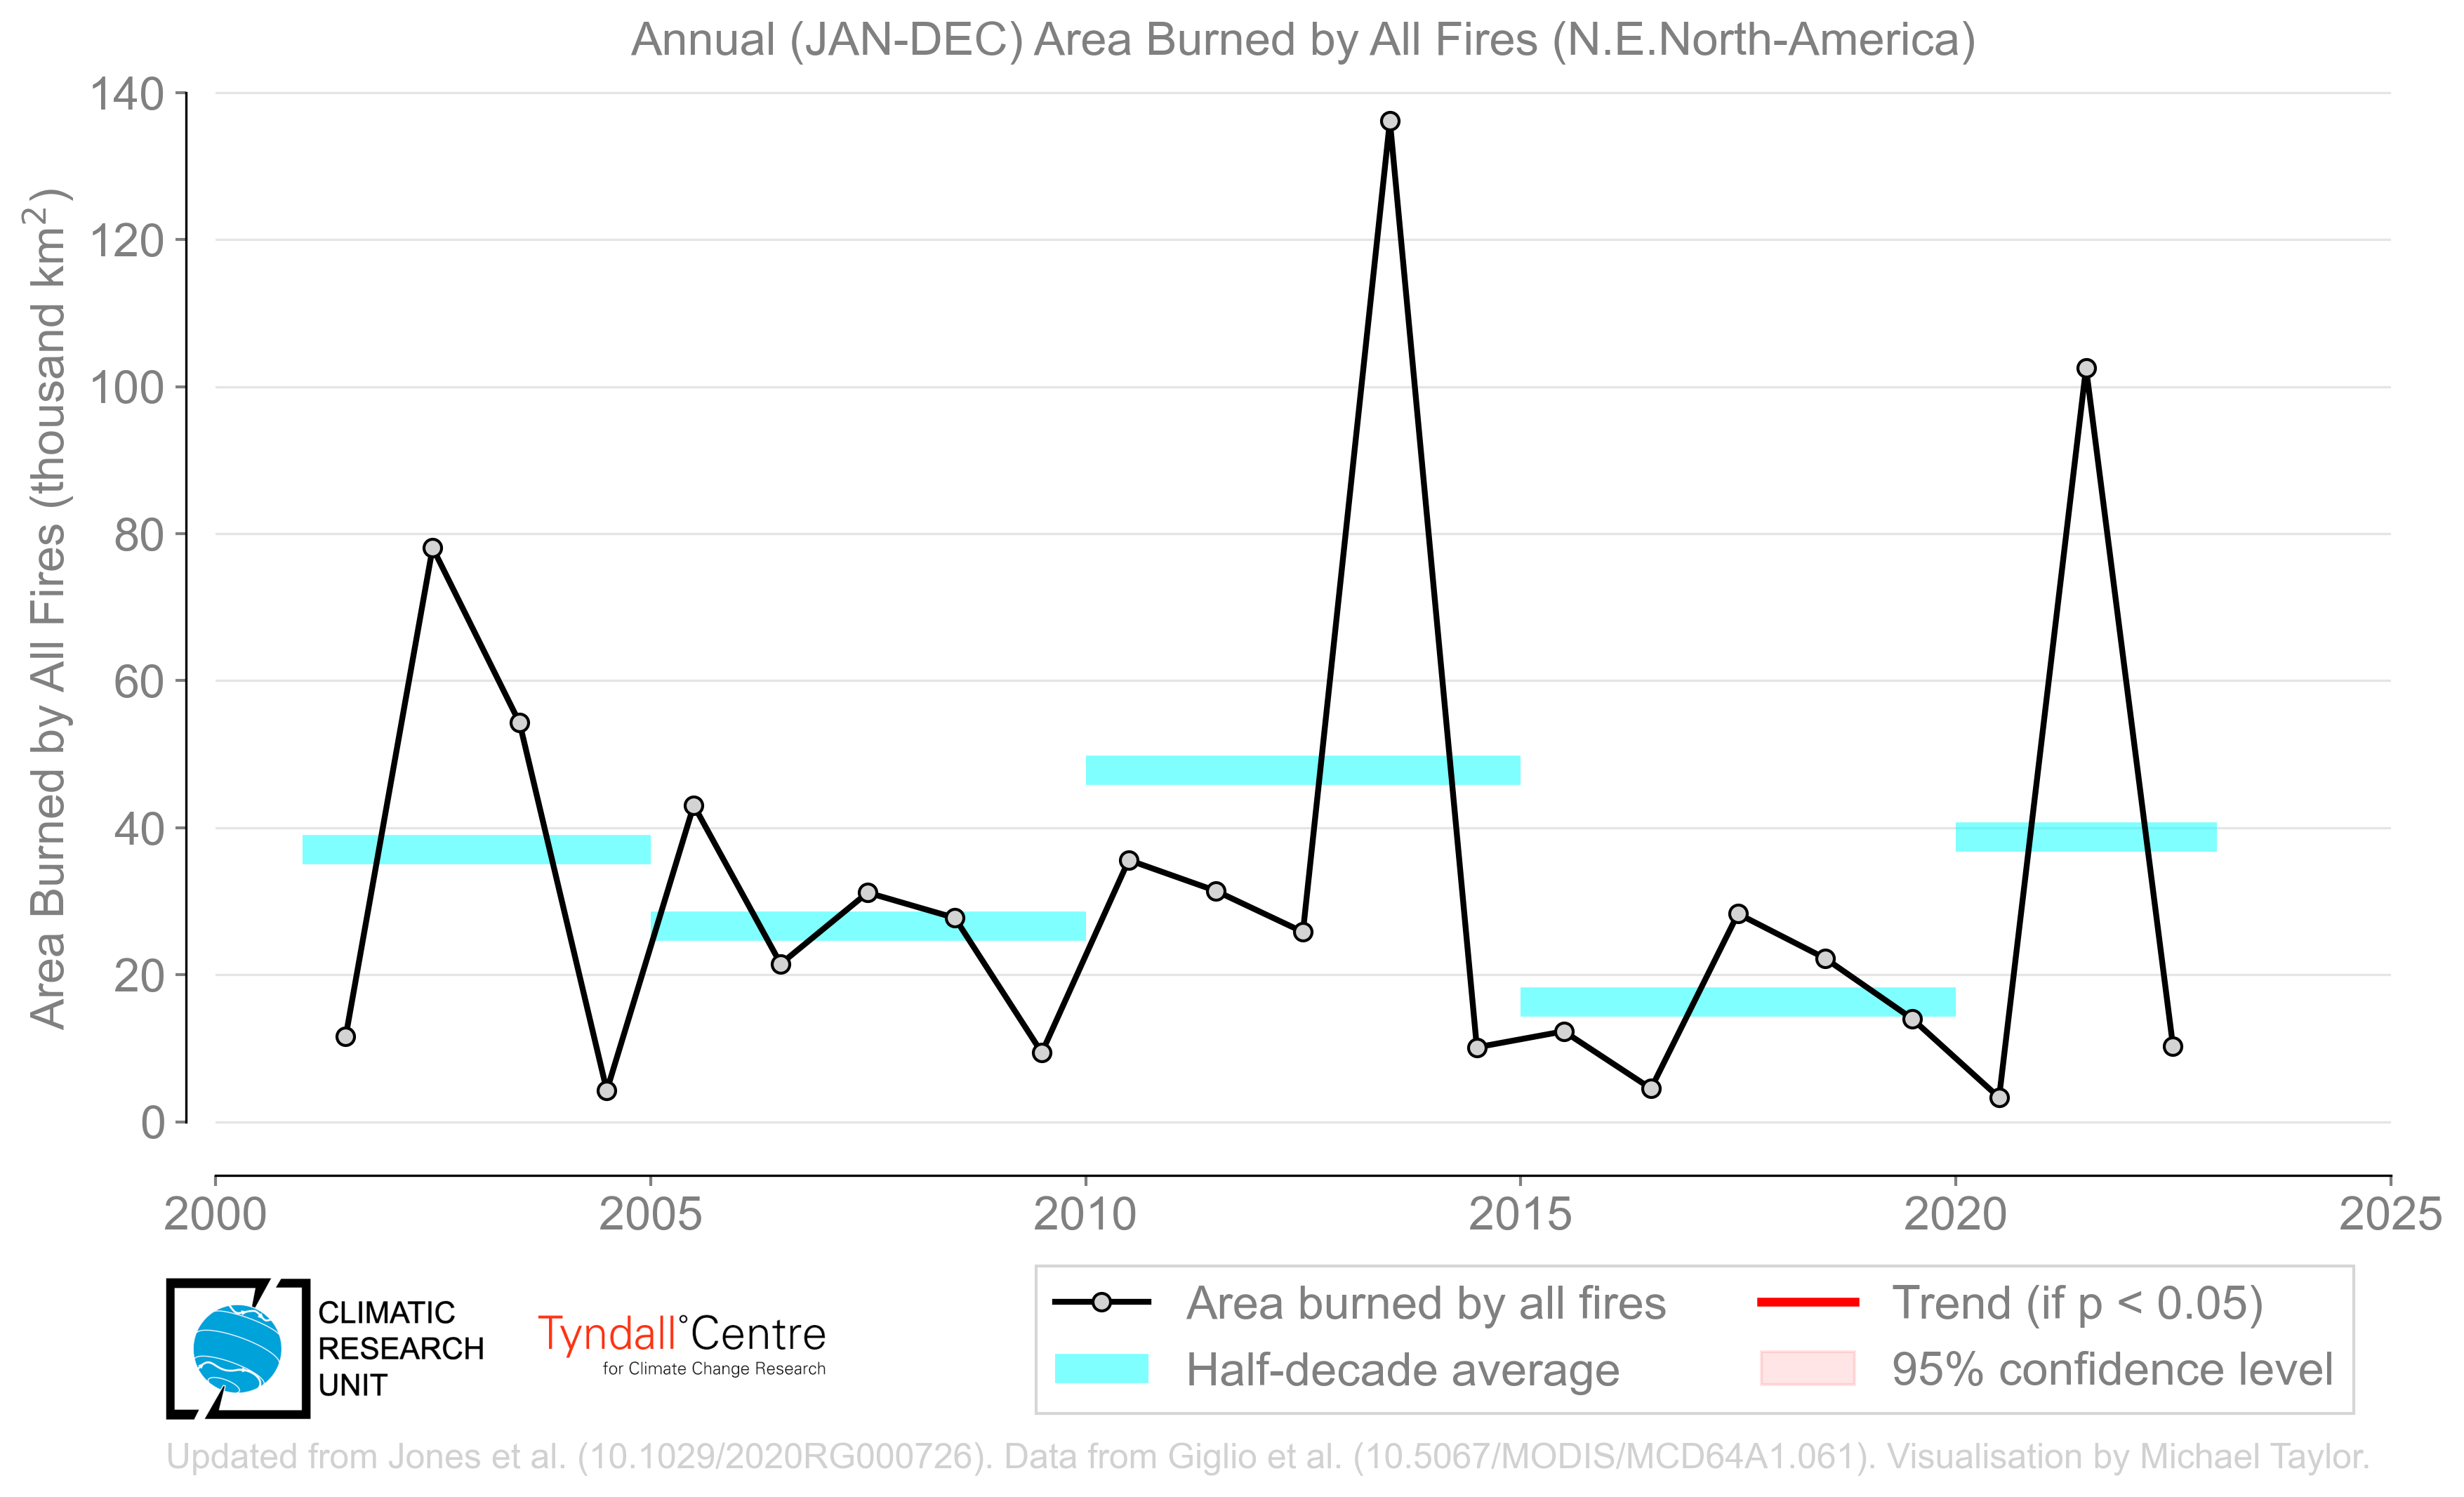 Annual (JAN-DEC) Area Burned by All Fires (N.E.North-America)
Area Burned by All Fires (thousand km²)
140
120
100
80
60
40
20
0
2000
2005
2010
2015
2020
2025
CLIMATIC
RESEARCH
UNIT
Tyndall°Centre
for Climate Change Research
Area burned by all fires
Half-decade average
Trend (if p < 0.05)
95% confidence level
Updated from Jones et al. (10.1029/2020RG000726). Data from Giglio et al. (10.5067/MODIS/MCD64A1.061). Visualisation by Michael Taylor.